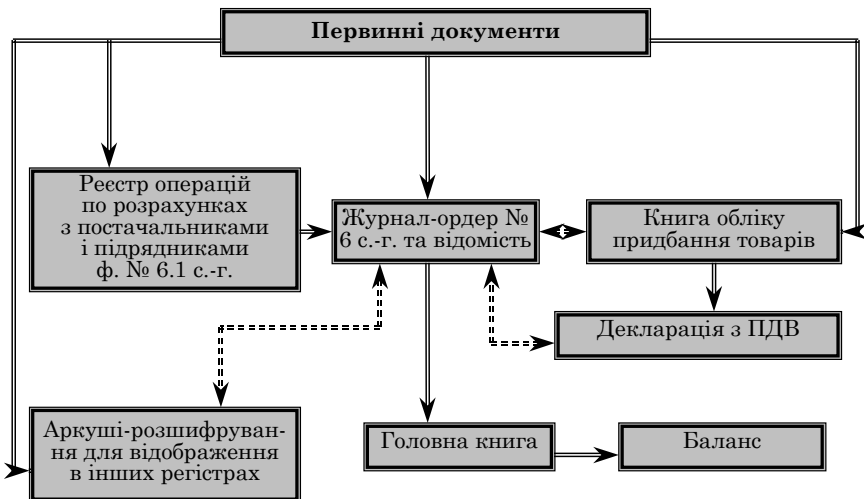 Первинні документи
Реєстр операцій
по розрахунках
з постачальниками
і підрядниками
ф. № 6.1 с.-г.
Журнал-ордер №
6 с.-г. та відомість
Книга обліку
придбання товарів
Декларація з ПДВ
Аркуші-розшифруван-
ня для відображення
в інших регістрах
Головна книга
Баланс